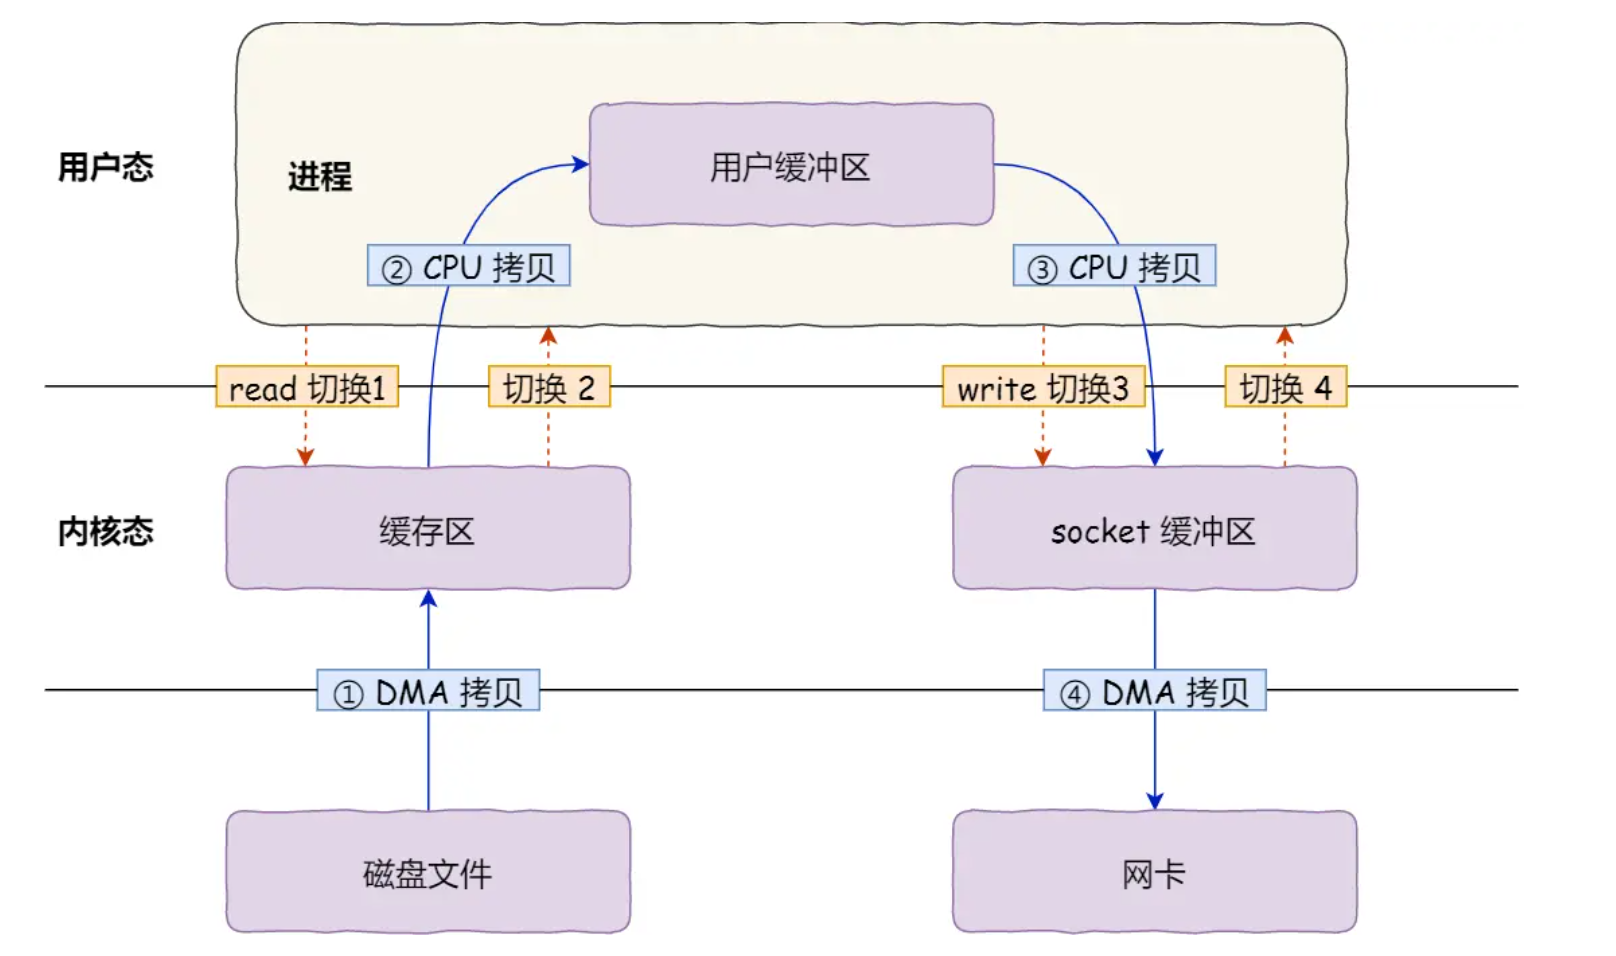 用户态
进程
用户缓冲区
② CPU 拷贝
③ CPU 拷贝
read 切换1
切换 2
write 切换3
切换 4
内核态
缓存区
socket 缓冲区
① DMA 拷贝
④ DMA 拷贝
磁盘文件
网卡